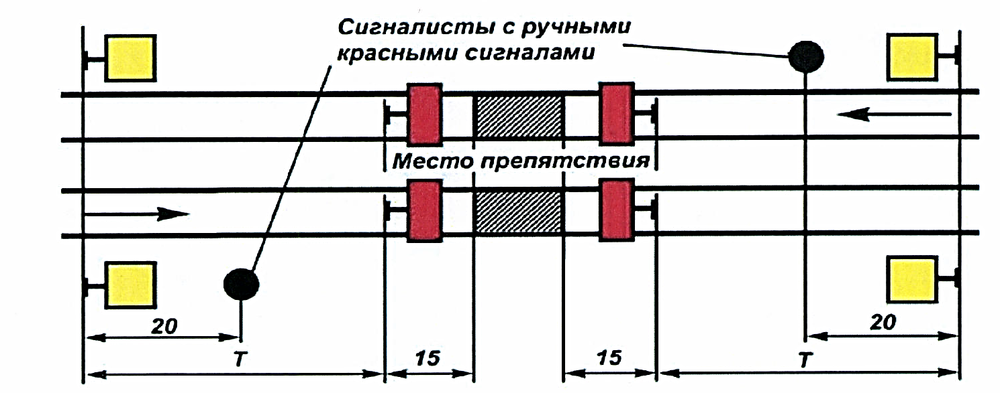 Сигналисты с ручными
красными сигналами
Место препятствия
20
20
Т
15
15
Т